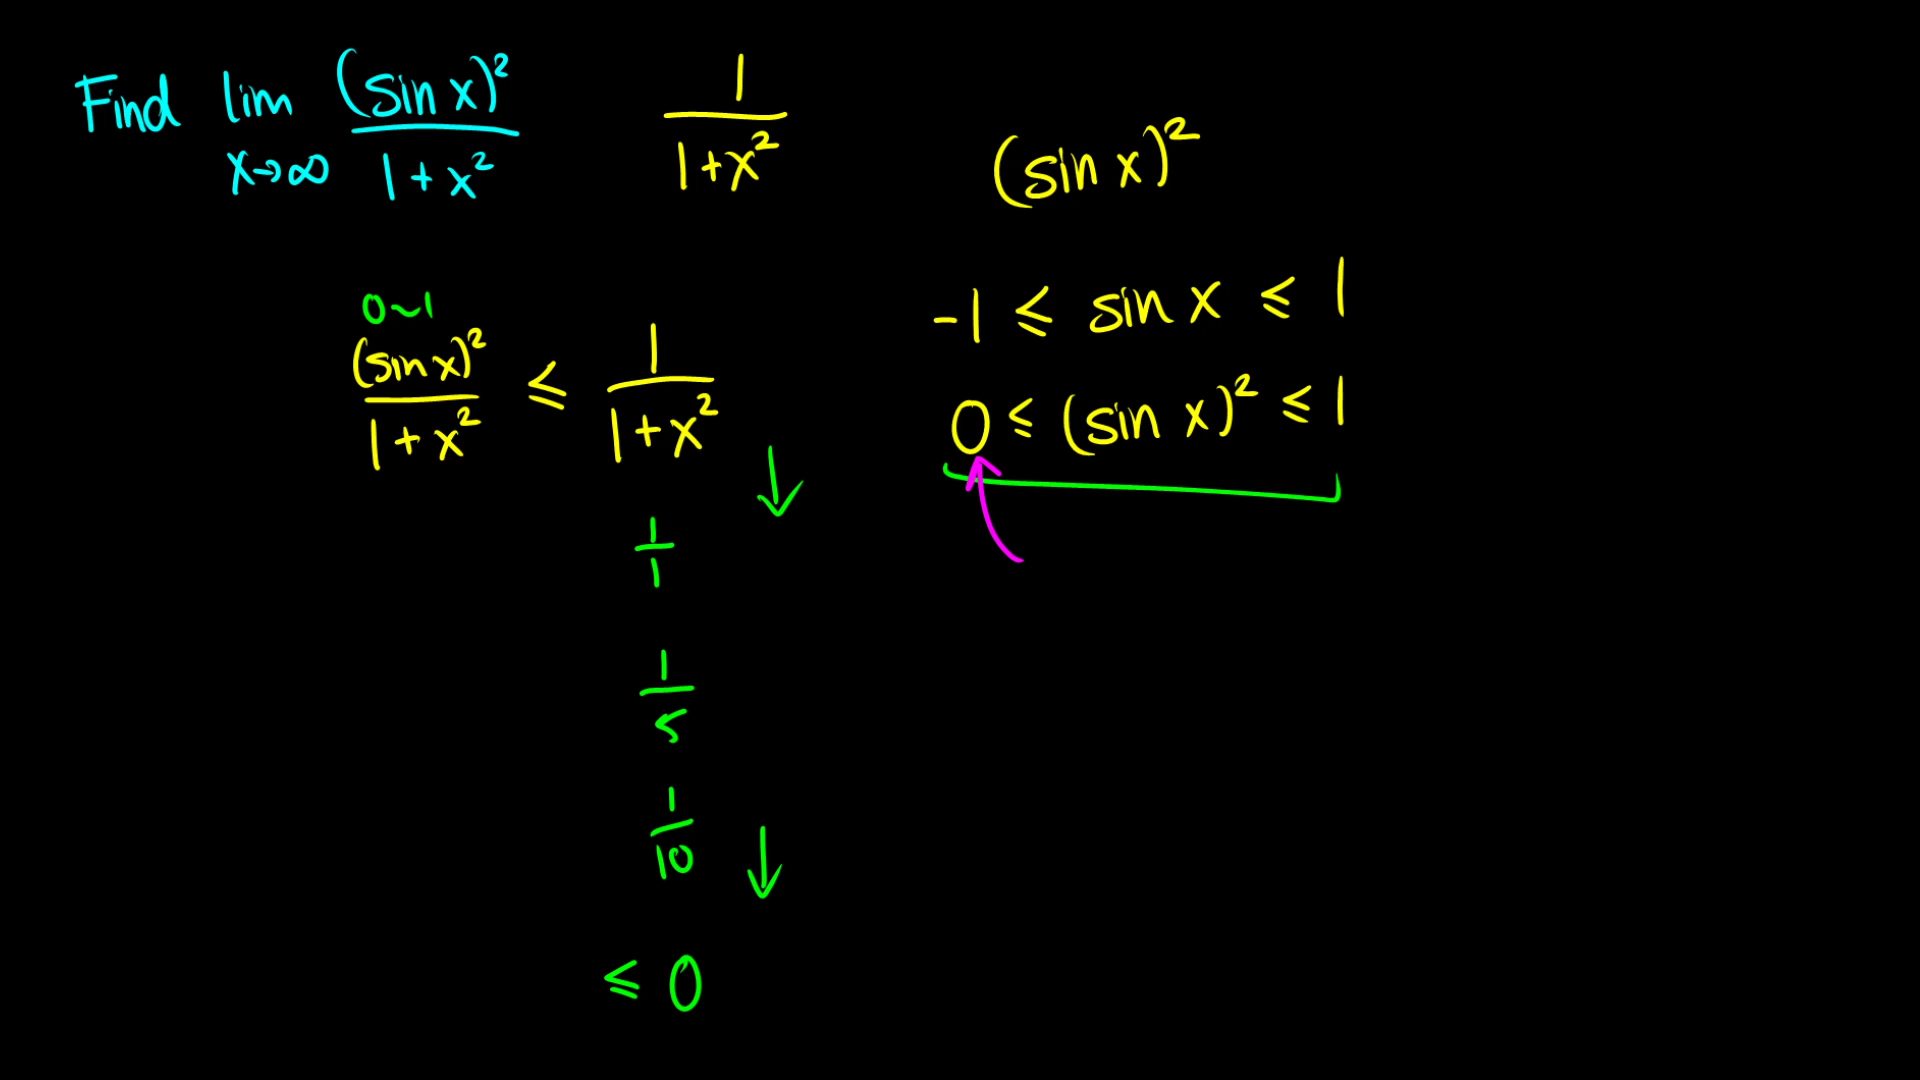 Find lim x→∞ (sin x)² / (1 + x²)
1 / (1+x²)
(sin x)²
-1 ≤ sin x ≤ 1
0 ≤ (sin x)² ≤ 1
0~1
(sin x)² / (1 + x²) ≤ 1 / (1+x²)
↓
1/1
1/5
1/10 ↓
≤ 0